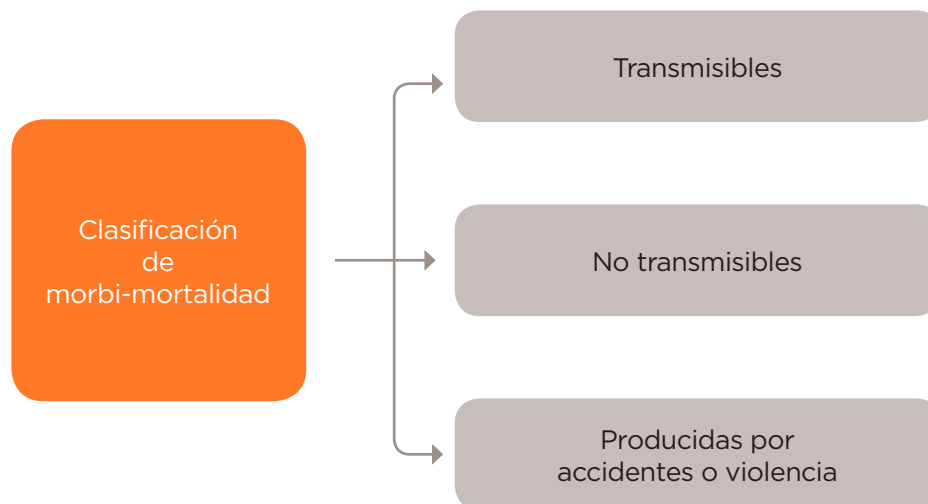 Transmisibles
Clasificación
de
morbi-mortalidad
No transmisibles
Producidas por
accidentes o violencia